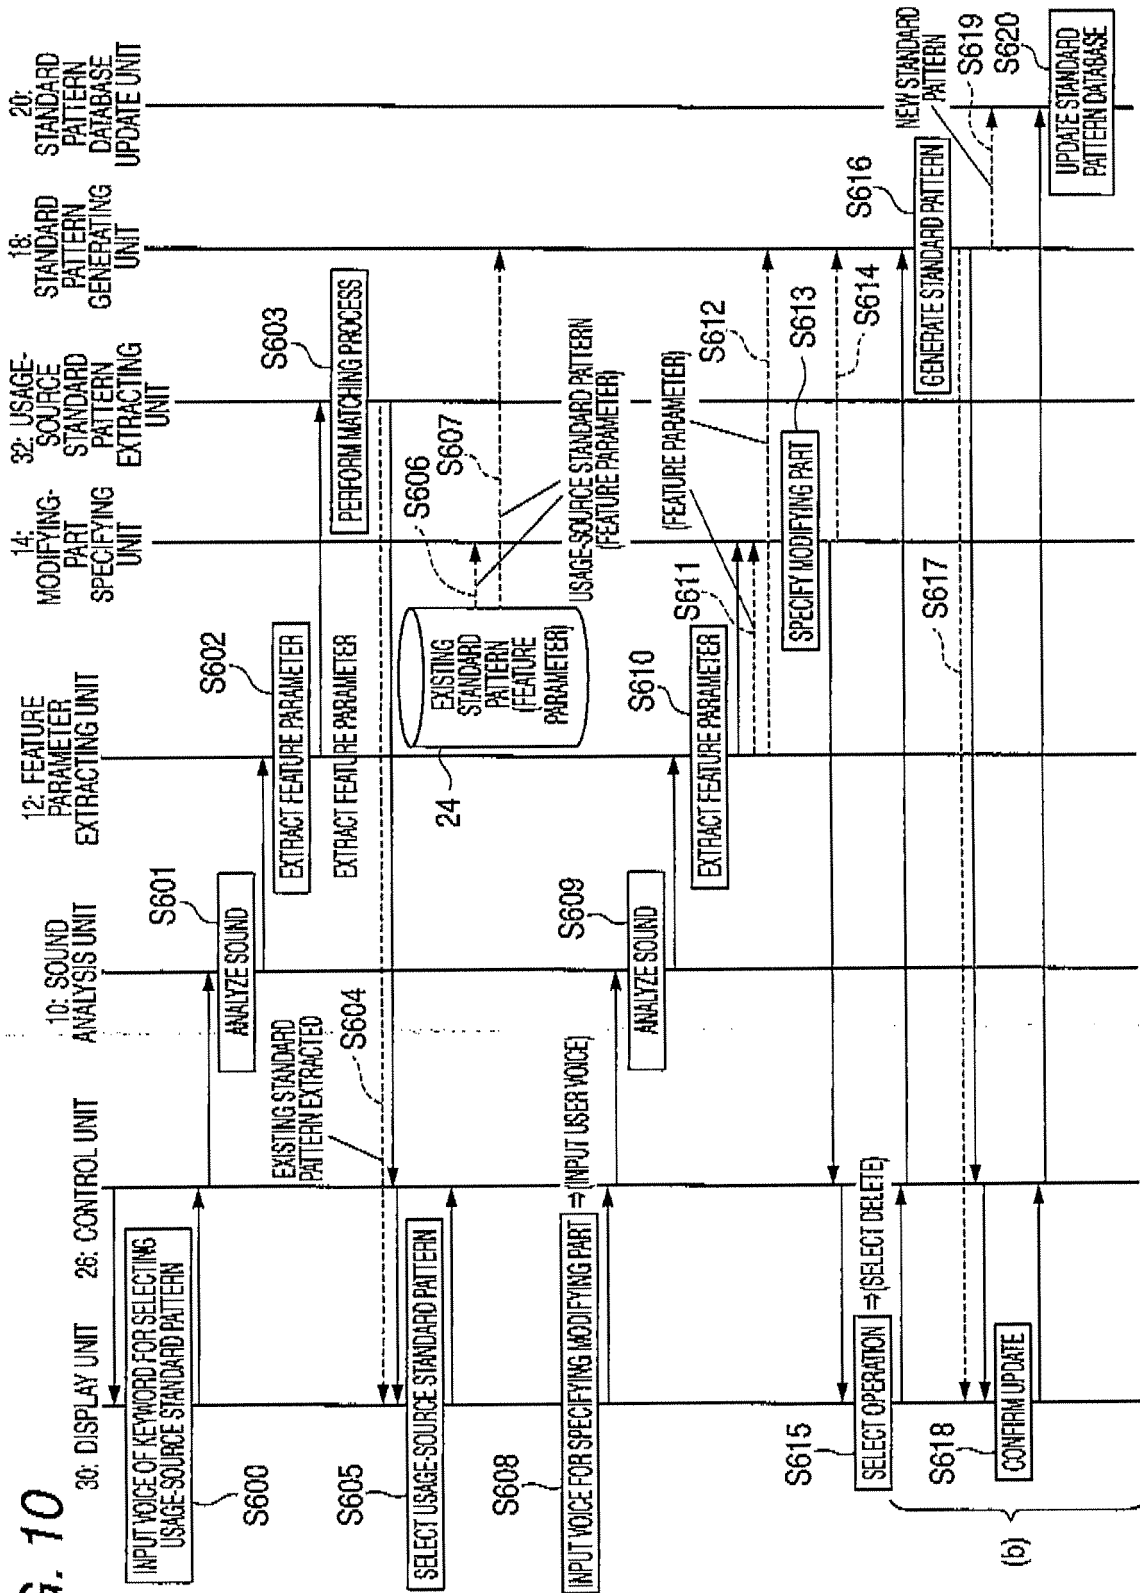 G. 10
30: DISPLAY UNIT
26: CONTROL UNIT
10: SOUND
ANALYSIS UNIT
12: FEATURE
PARAMETER
EXTRACTING UNIT
14:
MODIFYING-
PART
SPECIFYING
UNIT
32: USAGE-
SOURCE
STANDARD
PATTERN
EXTRACTING
UNIT
18:
STANDARD
PATTERN
GENERATING
UNIT
20:
STANDARD
PATTERN
DATABASE
UPDATE UNIT
INPUT VOICE OF KEYWORD FOR SELECTING
USAGE-SOURCE STANDARD PATTERN
S600
ANALYZE SOUND
S601
EXTRACT FEATURE PARAMETER
S602
EXTRACT FEATURE PARAMETER
PERFORM MATCHING PROCESS
S603
EXISTING STANDARD
PATTERN EXTRACTED
S604
SELECT USAGE-SOURCE STANDARD PATTERN
S605
EXISTING
STANDARD
PATTERN
(FEATURE
PARAMETER)
24
S606
S607
USAGE-SOURCE STANDARD PATTERN
(FEATURE PARAMETER)
INPUT VOICE FOR SPECIFYING MODIFYING PART ⇒(INPUT USER VOICE)
S608
ANALYZE SOUND
S609
EXTRACT FEATURE PARAMETER
S610
S611
(FEATURE PARAMETER)
S612
SPECIFY MODIFYING PART
S613
S614
SELECT OPERATION ⇒(SELECT DELETE)
S615
GENERATE STANDARD PATTERN
S616
S617
CONFIRM UPDATE
S618
NEW STANDARD
PATTERN
S619
UPDATE STANDARD
PATTERN DATABASE
S620
(b)